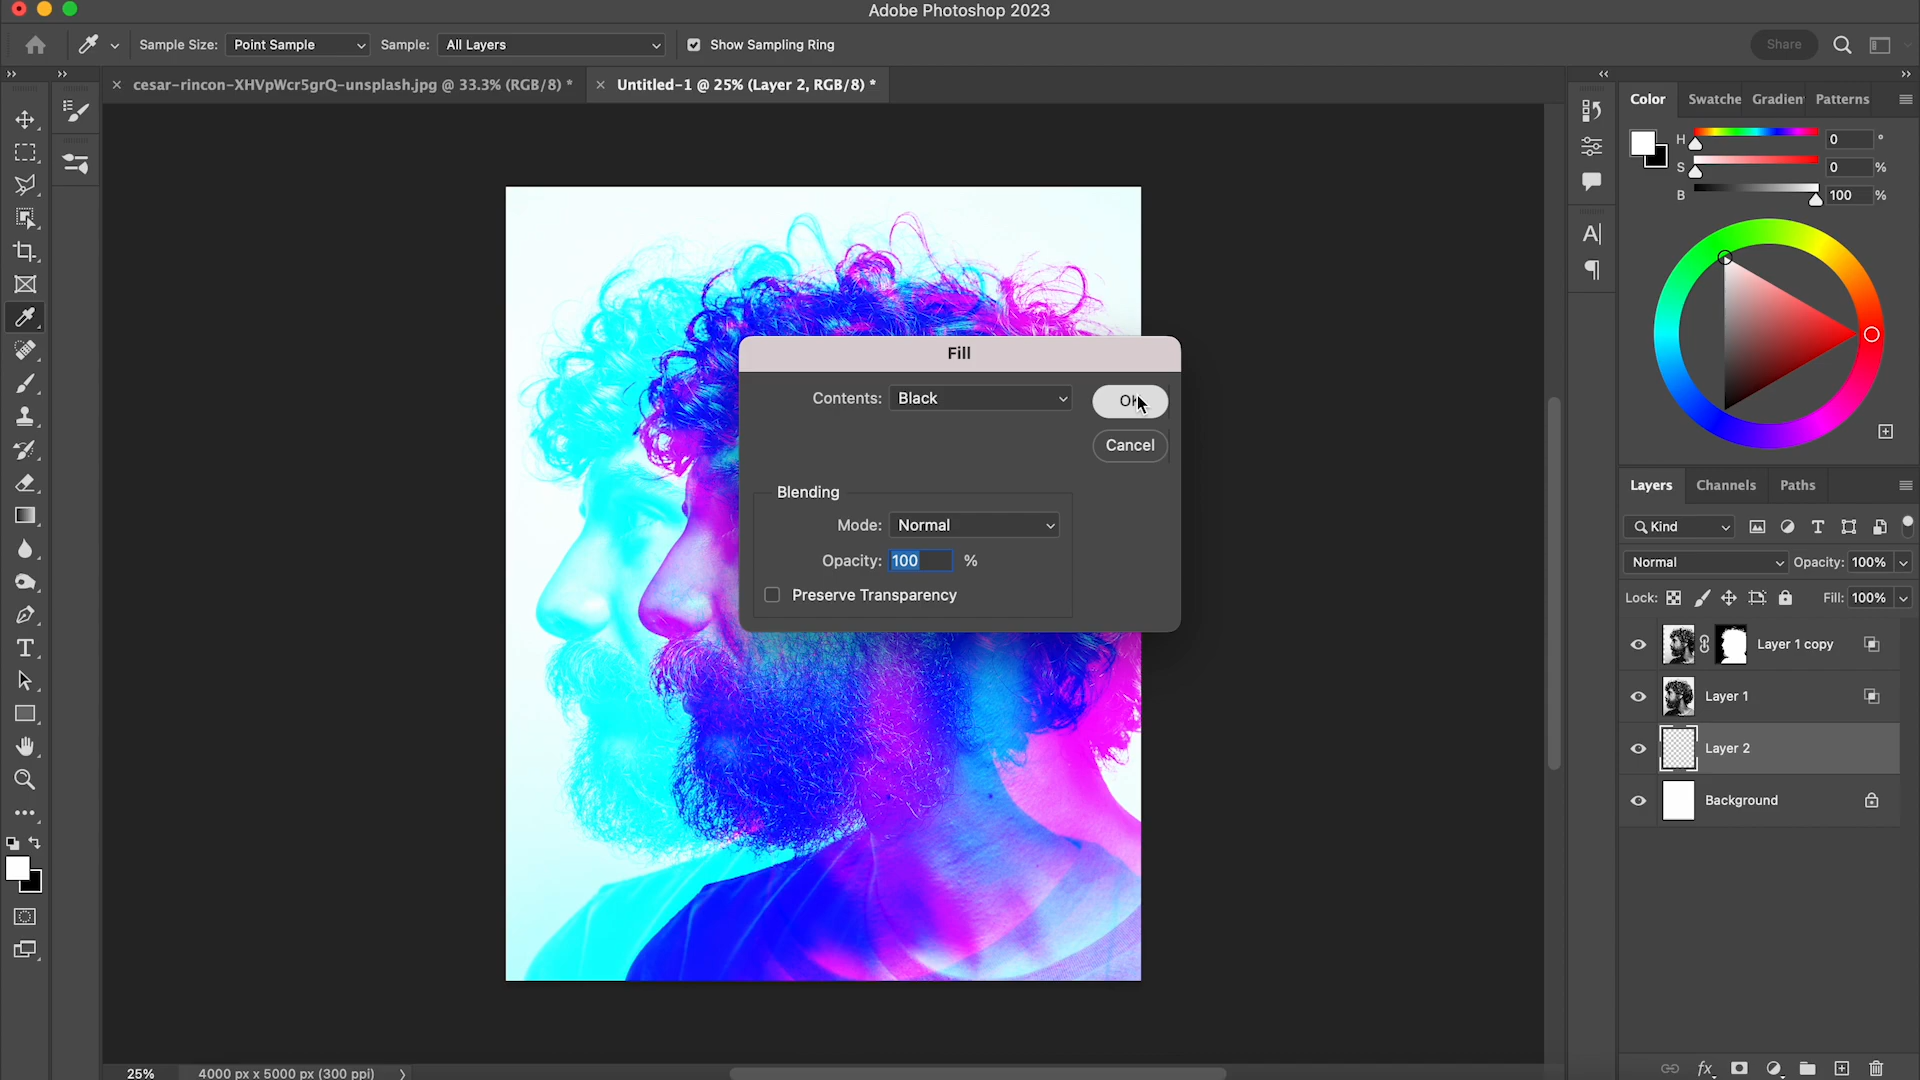 Adobe Photoshop 2023
Sample Size: Point Sample Sample: All Layers Show Sampling Ring Share
cesar-rincon-XHVpWcr5grQ-unsplash.jpg @ 33.3% (RGB/8) * Untitled-1 @ 25% (Layer 2, RGB/8) *
Color Swatche Gradien Patterns
H 0 °
S 0 %
B 100 %
Fill
Contents: Black OK
Cancel
Blending
Mode: Normal
Opacity: 100 %
Preserve Transparency
Layers Channels Paths
Kind
Normal Opacity: 100%
Lock: Fill: 100%
Layer 1 copy
Layer 1
Layer 2
Background
25% 4000 px x 5000 px (300 ppi)